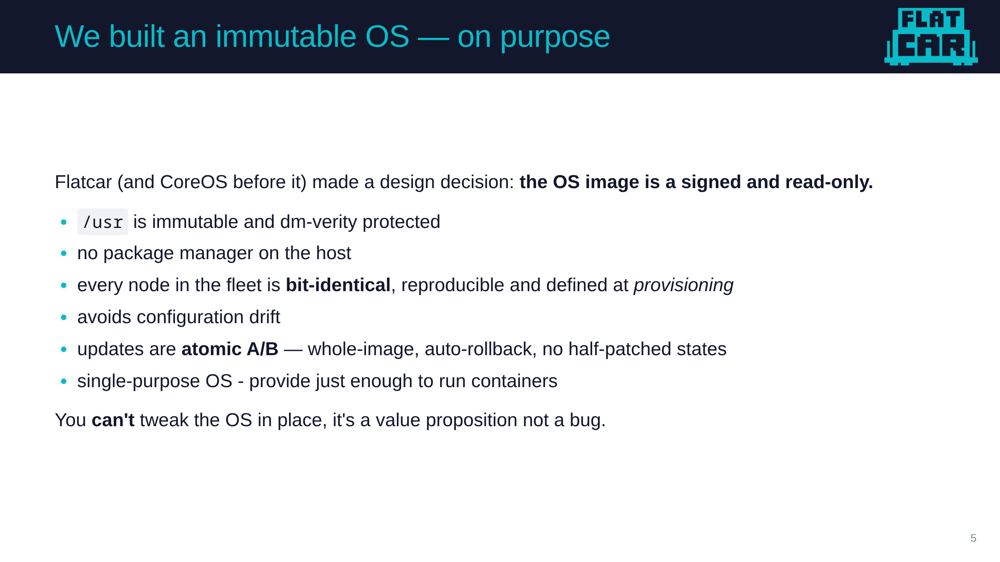 We built an immutable OS — on purpose
FLAT
CAR
Flatcar (and CoreOS before it) made a design decision: the OS image is a signed and read-only.
• /usr is immutable and dm-verity protected
• no package manager on the host
• every node in the fleet is bit-identical, reproducible and defined at provisioning
• avoids configuration drift
• updates are atomic A/B — whole-image, auto-rollback, no half-patched states
• single-purpose OS - provide just enough to run containers
You can't tweak the OS in place, it's a value proposition not a bug.
5